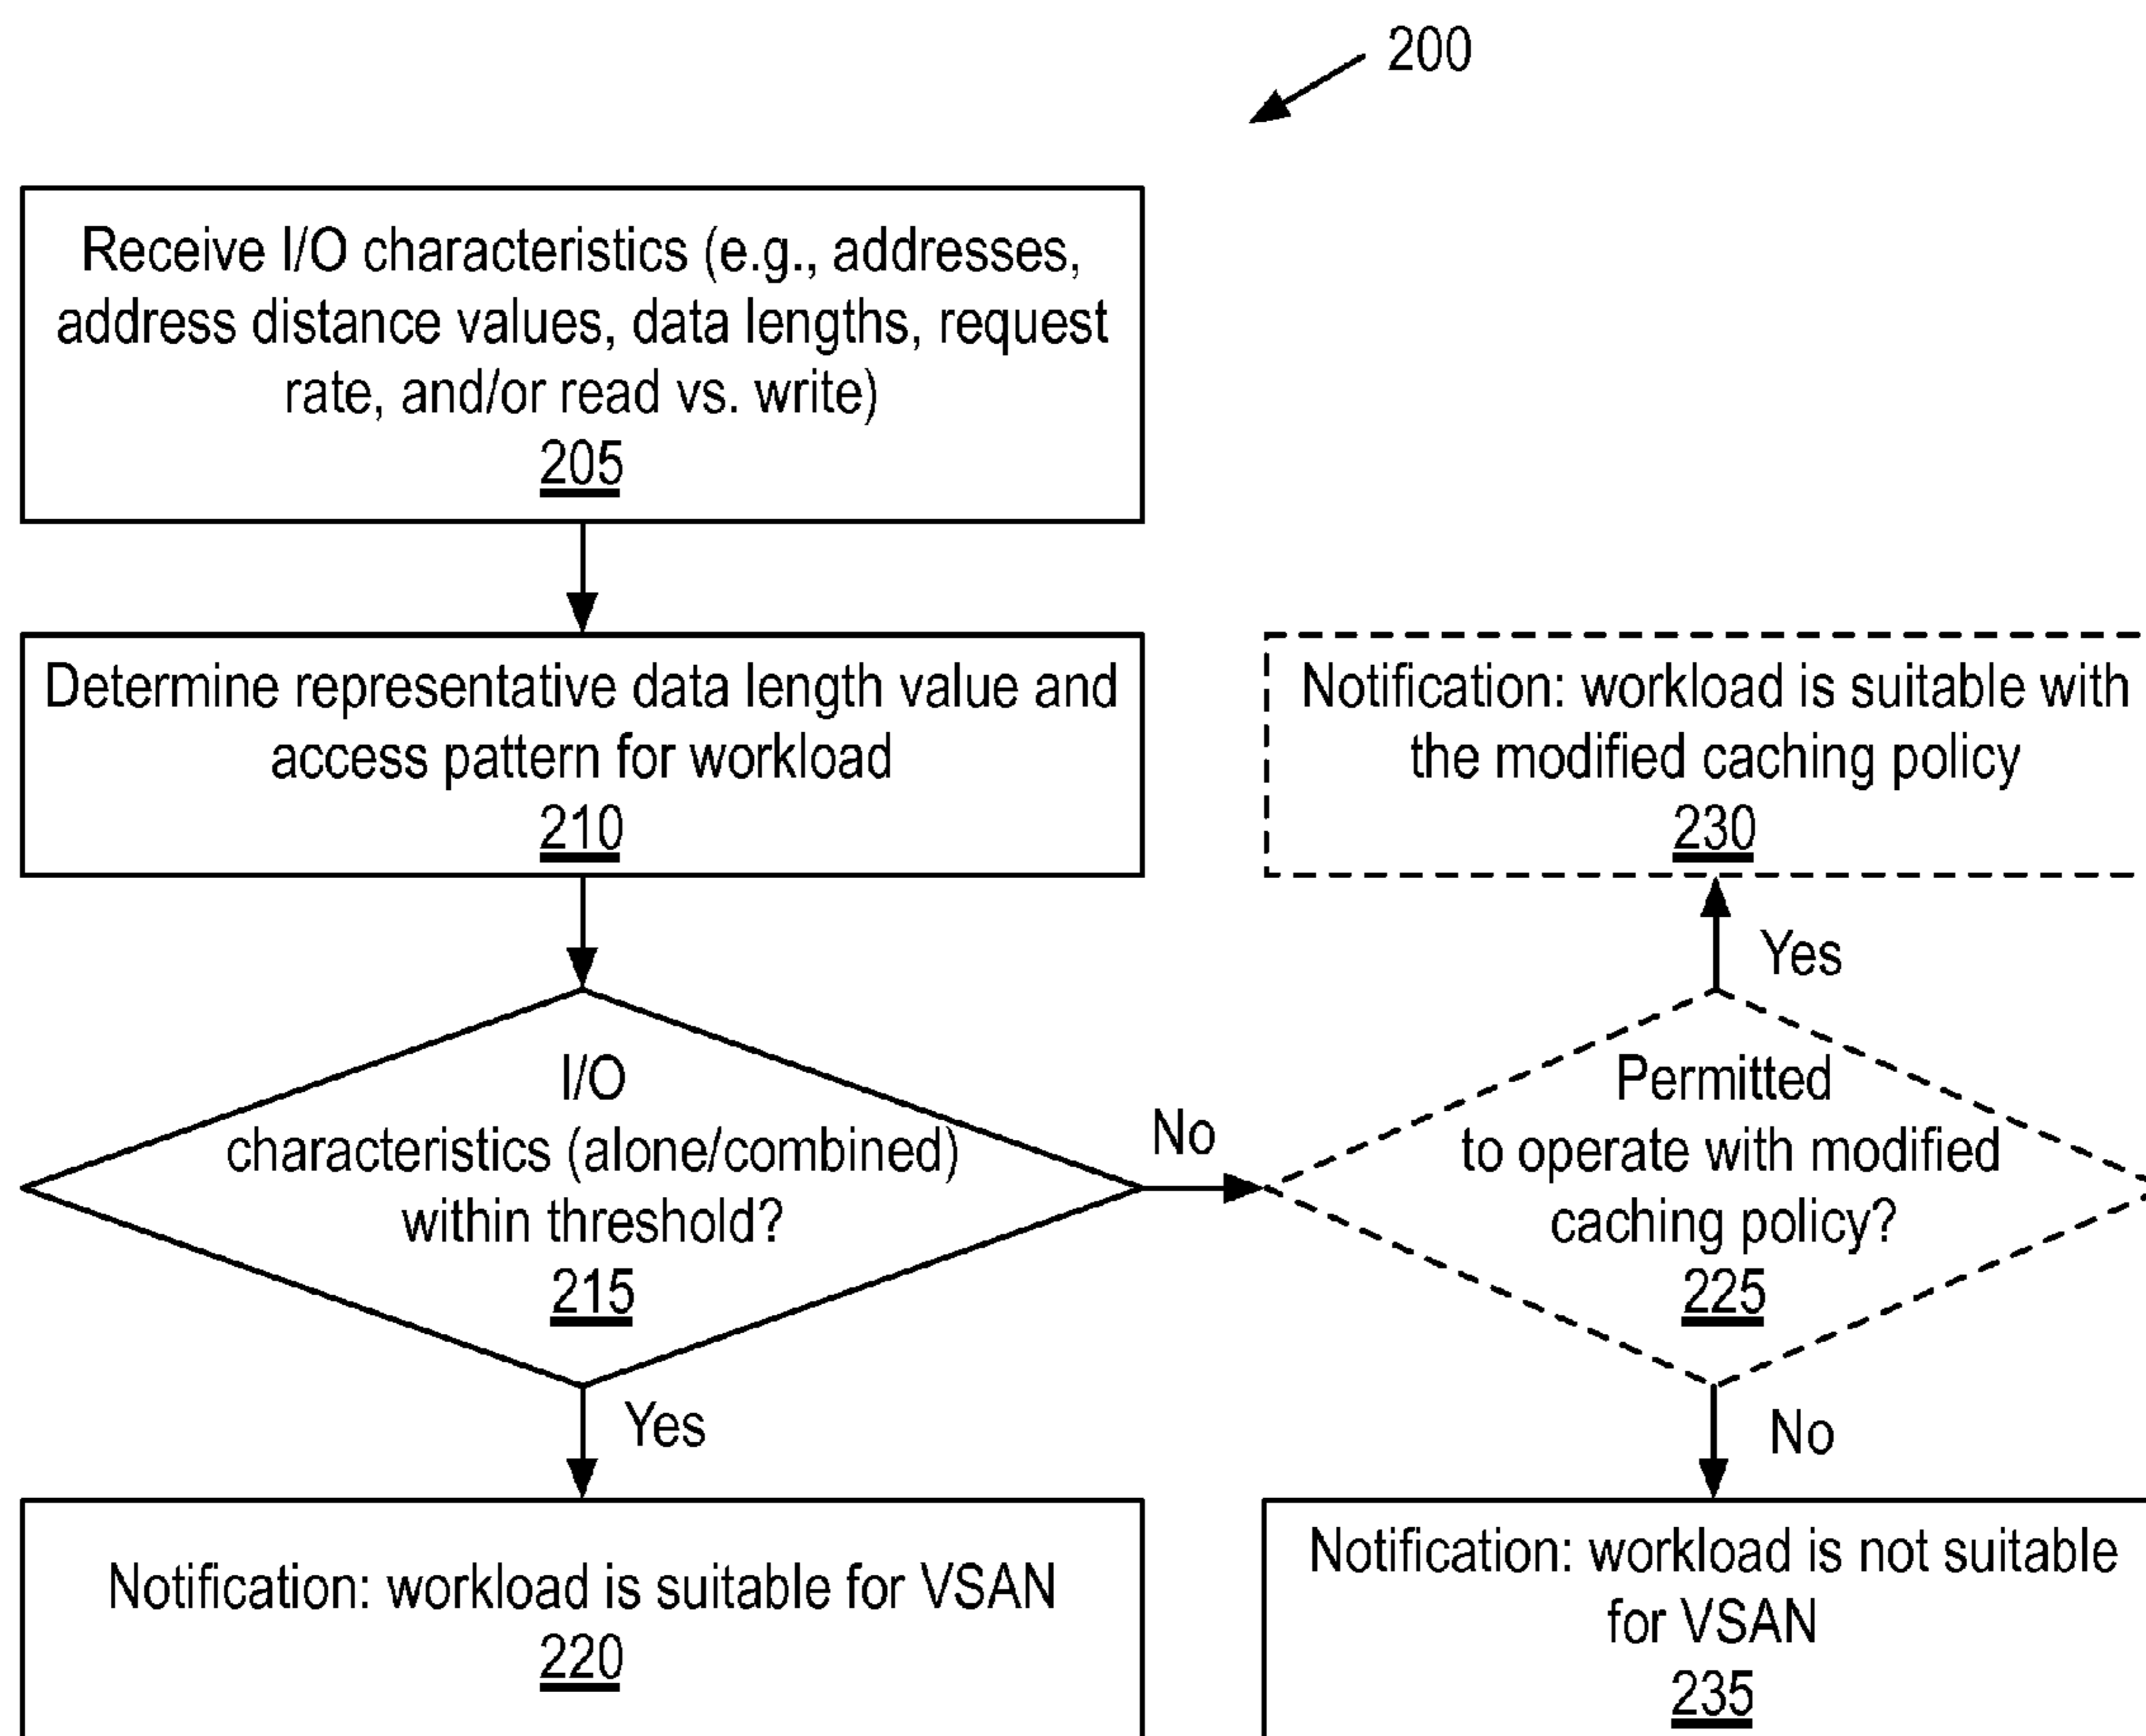 200
Receive I/O characteristics (e.g., addresses,
address distance values, data lengths, request
rate, and/or read vs. write)
205
Determine representative data length value and
access pattern for workload
210
Notification: workload is suitable with
the modified caching policy
230
Yes
I/O
characteristics (alone/combined)
within threshold?
215
No
Permitted
to operate with modified
caching policy?
225
Yes
No
Notification: workload is suitable for VSAN
220
Notification: workload is not suitable
for VSAN
235